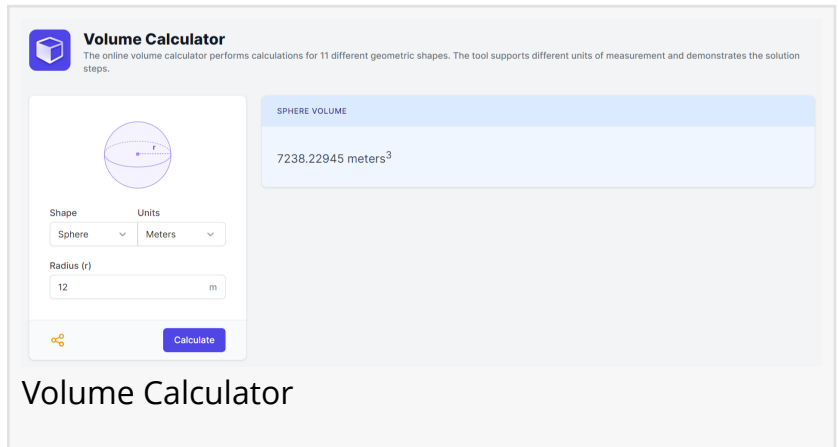 Volume Calculator
The online volume calculator performs calculations for 11 different geometric shapes. The tool supports different units of measurement and demonstrates the solution
steps.
SPHERE VOLUME
r
7238.22945 meters³
Shape Units
Sphere Meters
Radius (r)
12 m
Calculate
Volume Calculator